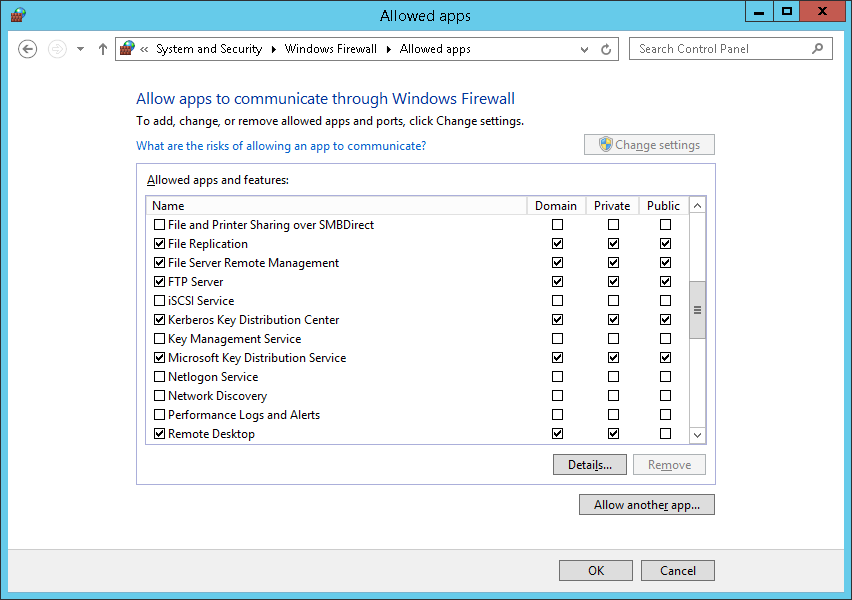 Allowed apps
« System and Security ▸ Windows Firewall ▸ Allowed apps
Search Control Panel
Allow apps to communicate through Windows Firewall
To add, change, or remove allowed apps and ports, click Change settings.
What are the risks of allowing an app to communicate?
Change settings
Allowed apps and features:
Name Domain Private Public
File and Printer Sharing over SMBDirect
File Replication
File Server Remote Management
FTP Server
iSCSI Service
Kerberos Key Distribution Center
Key Management Service
Microsoft Key Distribution Service
Netlogon Service
Network Discovery
Performance Logs and Alerts
Remote Desktop
Details... Remove
Allow another app...
OK Cancel